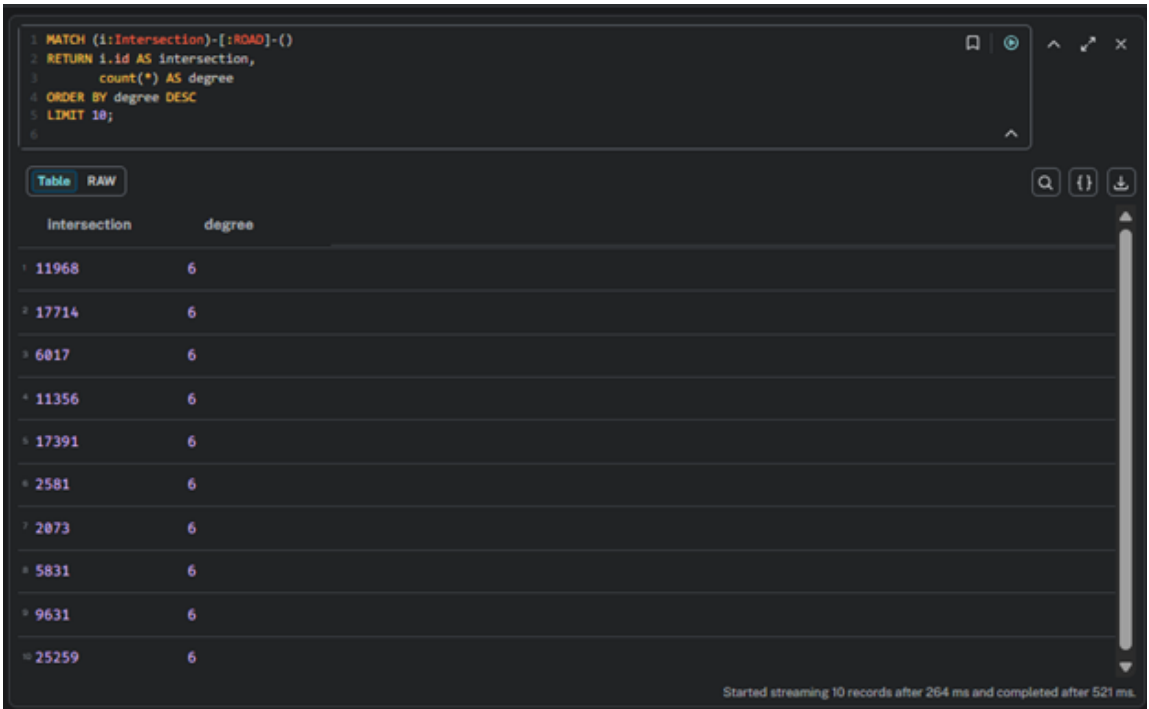 1 MATCH (i:Intersection)-[:ROAD]-()
2 RETURN i.id AS intersection,
3 count(*) AS degree
4 ORDER BY degree DESC
5 LIMIT 10;
6
Table RAW
intersection degree
1 11968 6
2 17714 6
3 6017 6
4 11356 6
5 17391 6
6 2581 6
7 2073 6
8 5831 6
9 9631 6
10 25259 6
Started streaming 10 records after 264 ms and completed after 521 ms.